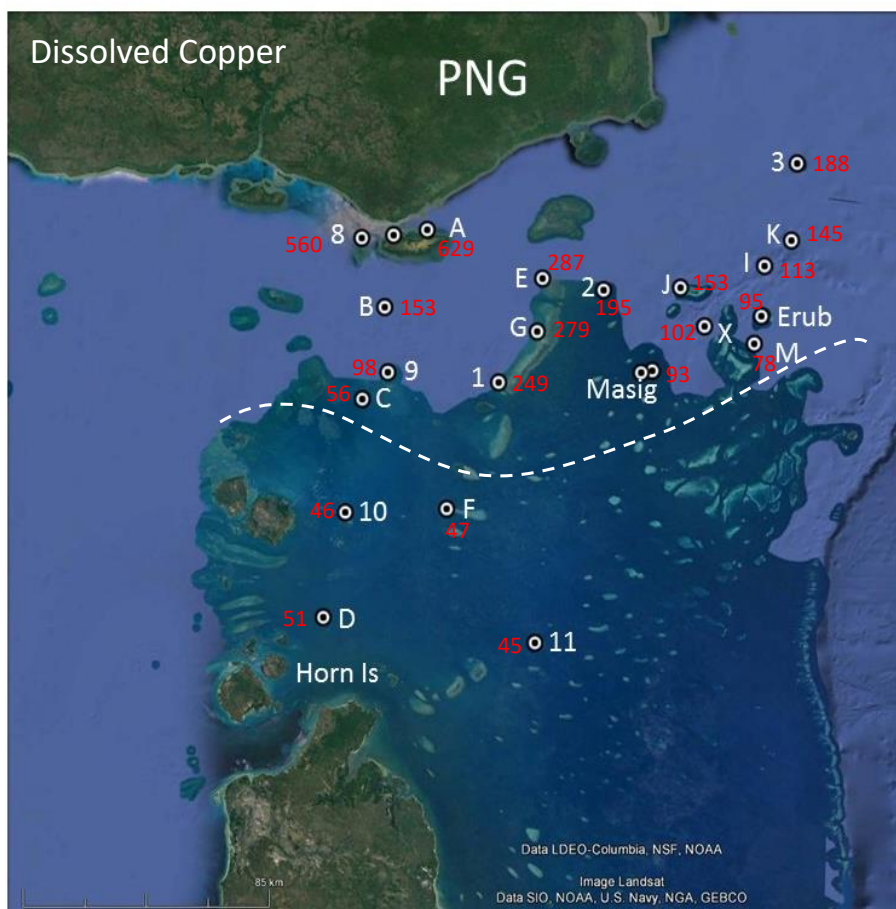 Dissolved Copper
PNG
3 188
K 145
8 560
A 629
I 113
E 287
2 195
J 153
B 153
95 Erub
G 279
102 X
M 78
98 9
1 249
Masig 93
56 C
46 10
F 47
51 D
45 11
Horn Is
Data LDEO-Columbia, NSF, NOAA
85 km
Image Landsat
Data SIO, NOAA, U.S. Navy, NGA, GEBCO